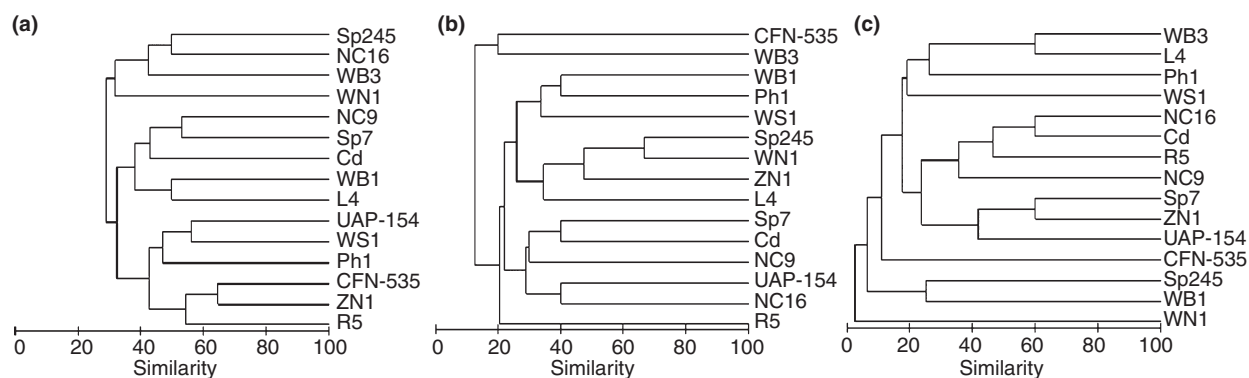 (a)
Sp245
NC16
WB3
WN1
NC9
Sp7
Cd
WB1
L4
UAP-154
WS1
Ph1
CFN-535
ZN1
R5
0 20 40 60 80 100
Similarity
(b)
CFN-535
WB3
WB1
Ph1
WS1
Sp245
WN1
ZN1
L4
Sp7
Cd
NC9
UAP-154
NC16
R5
0 20 40 60 80 100
Similarity
(c)
WB3
L4
Ph1
WS1
NC16
Cd
R5
NC9
Sp7
ZN1
UAP-154
CFN-535
Sp245
WB1
WN1
0 20 40 60 80 100
Similarity